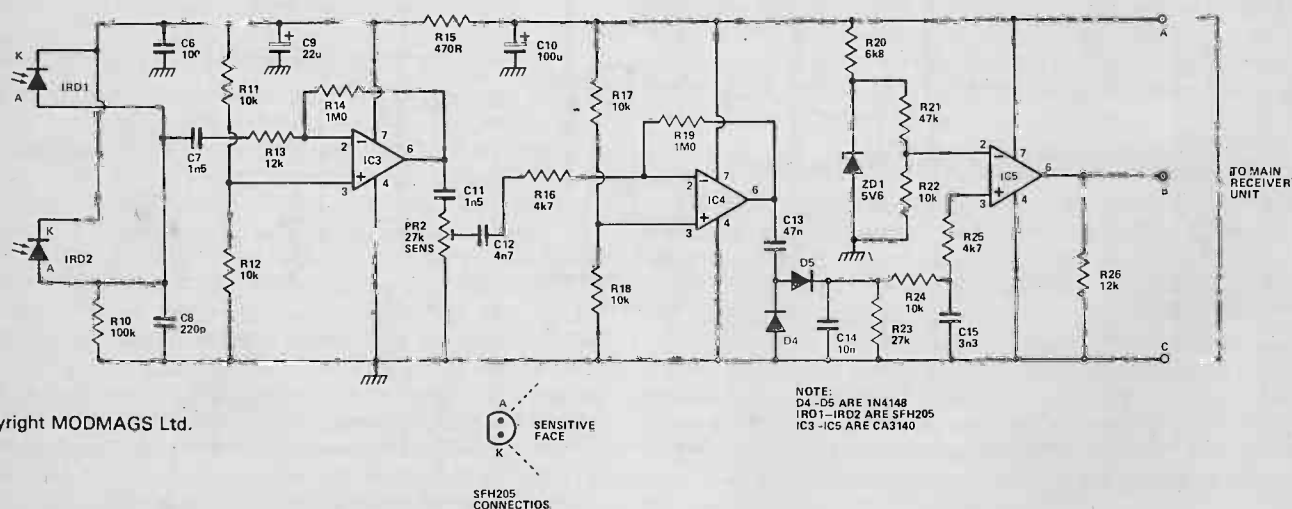 K
A
IRD1
C6
100
C9
22u
+
R15
470R
C10
100u
+
R11
10k
R14
1M0
C7
1n5
R13
12k
2
3
7
4
6
IC3
C11
1n5
PR2
27k
SENS
C12
4n7
R16
4k7
R17
10k
R19
1M0
2
3
7
4
6
IC4
C13
47n
R20
6k8
R21
47k
ZD1
5V6
R22
10k
2
3
7
4
6
IC5
A
B
C
TO MAIN
RECEIVER
UNIT
K
A
IRD2
R10
100k
C8
220p
R12
10k
R18
10k
D5
D4
C14
10n
R23
27k
R24
10k
R25
4k7
C15
3n3
R26
12k
yright MODMAGS Ltd.
A
K
SENSITIVE
FACE
SFH205
CONNECTIOS
NOTE:
D4 -D5 ARE 1N4148
IRD1-IRD2 ARE SFH205
IC3 -IC5 ARE CA3140